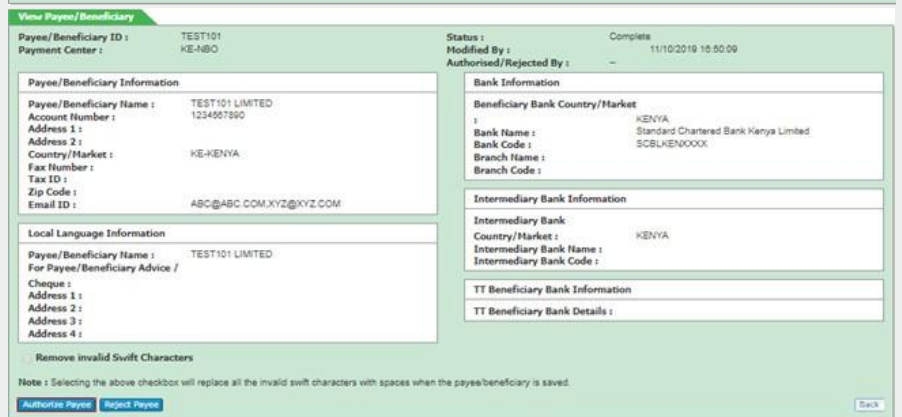 View Payee/Beneficiary
Payee/Beneficiary ID : TEST101
Payment Center : KE-NBO
Status : Complete
Modified By : 11/10/2019 16:50:09
Authorised/Rejected By : --
Payee/Beneficiary Information
Payee/Beneficiary Name : TEST101 LIMITED
Account Number : 1234567890
Address 1 :
Address 2 :
Country/Market : KE-KENYA
Fax Number :
Tax ID :
Zip Code :
Email ID : ABC@ABC.COM,XYZ@XYZ.COM
Local Language Information
Payee/Beneficiary Name : TEST101 LIMITED
For Payee/Beneficiary Advice /
Cheque :
Address 1 :
Address 2 :
Address 3 :
Address 4 :
Bank Information
Beneficiary Bank Country/Market
: KENYA
Bank Name : Standard Chartered Bank Kenya Limited
Bank Code : SCBLKENXXXX
Branch Name :
Branch Code :
Intermediary Bank Information
Intermediary Bank
Country/Market : KENYA
Intermediary Bank Name :
Intermediary Bank Code :
TT Beneficiary Bank Information
TT Beneficiary Bank Details :
Remove invalid Swift Characters
Note : Selecting the above checkbox will replace all the invalid swift characters with spaces when the payee/beneficiary is saved.
Authorize Payee Reject Payee Back